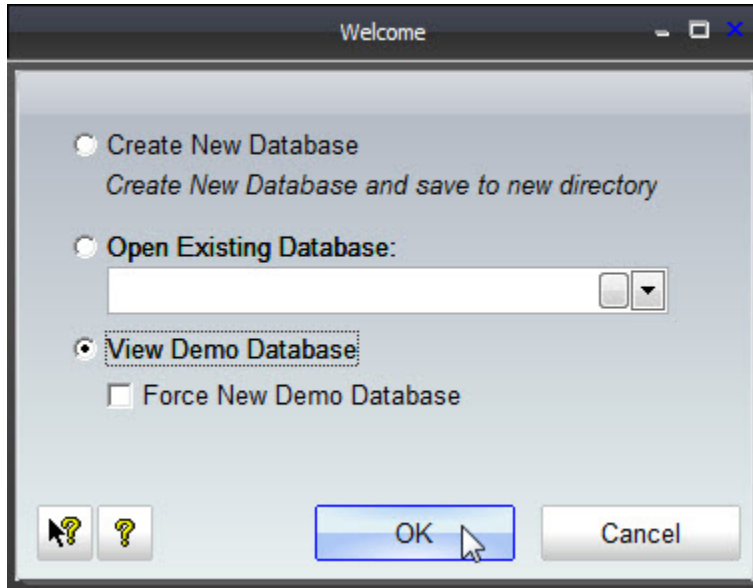 Welcome
Create New Database
Create New Database and save to new directory
Open Existing Database:
View Demo Database
Force New Demo Database
OK
Cancel